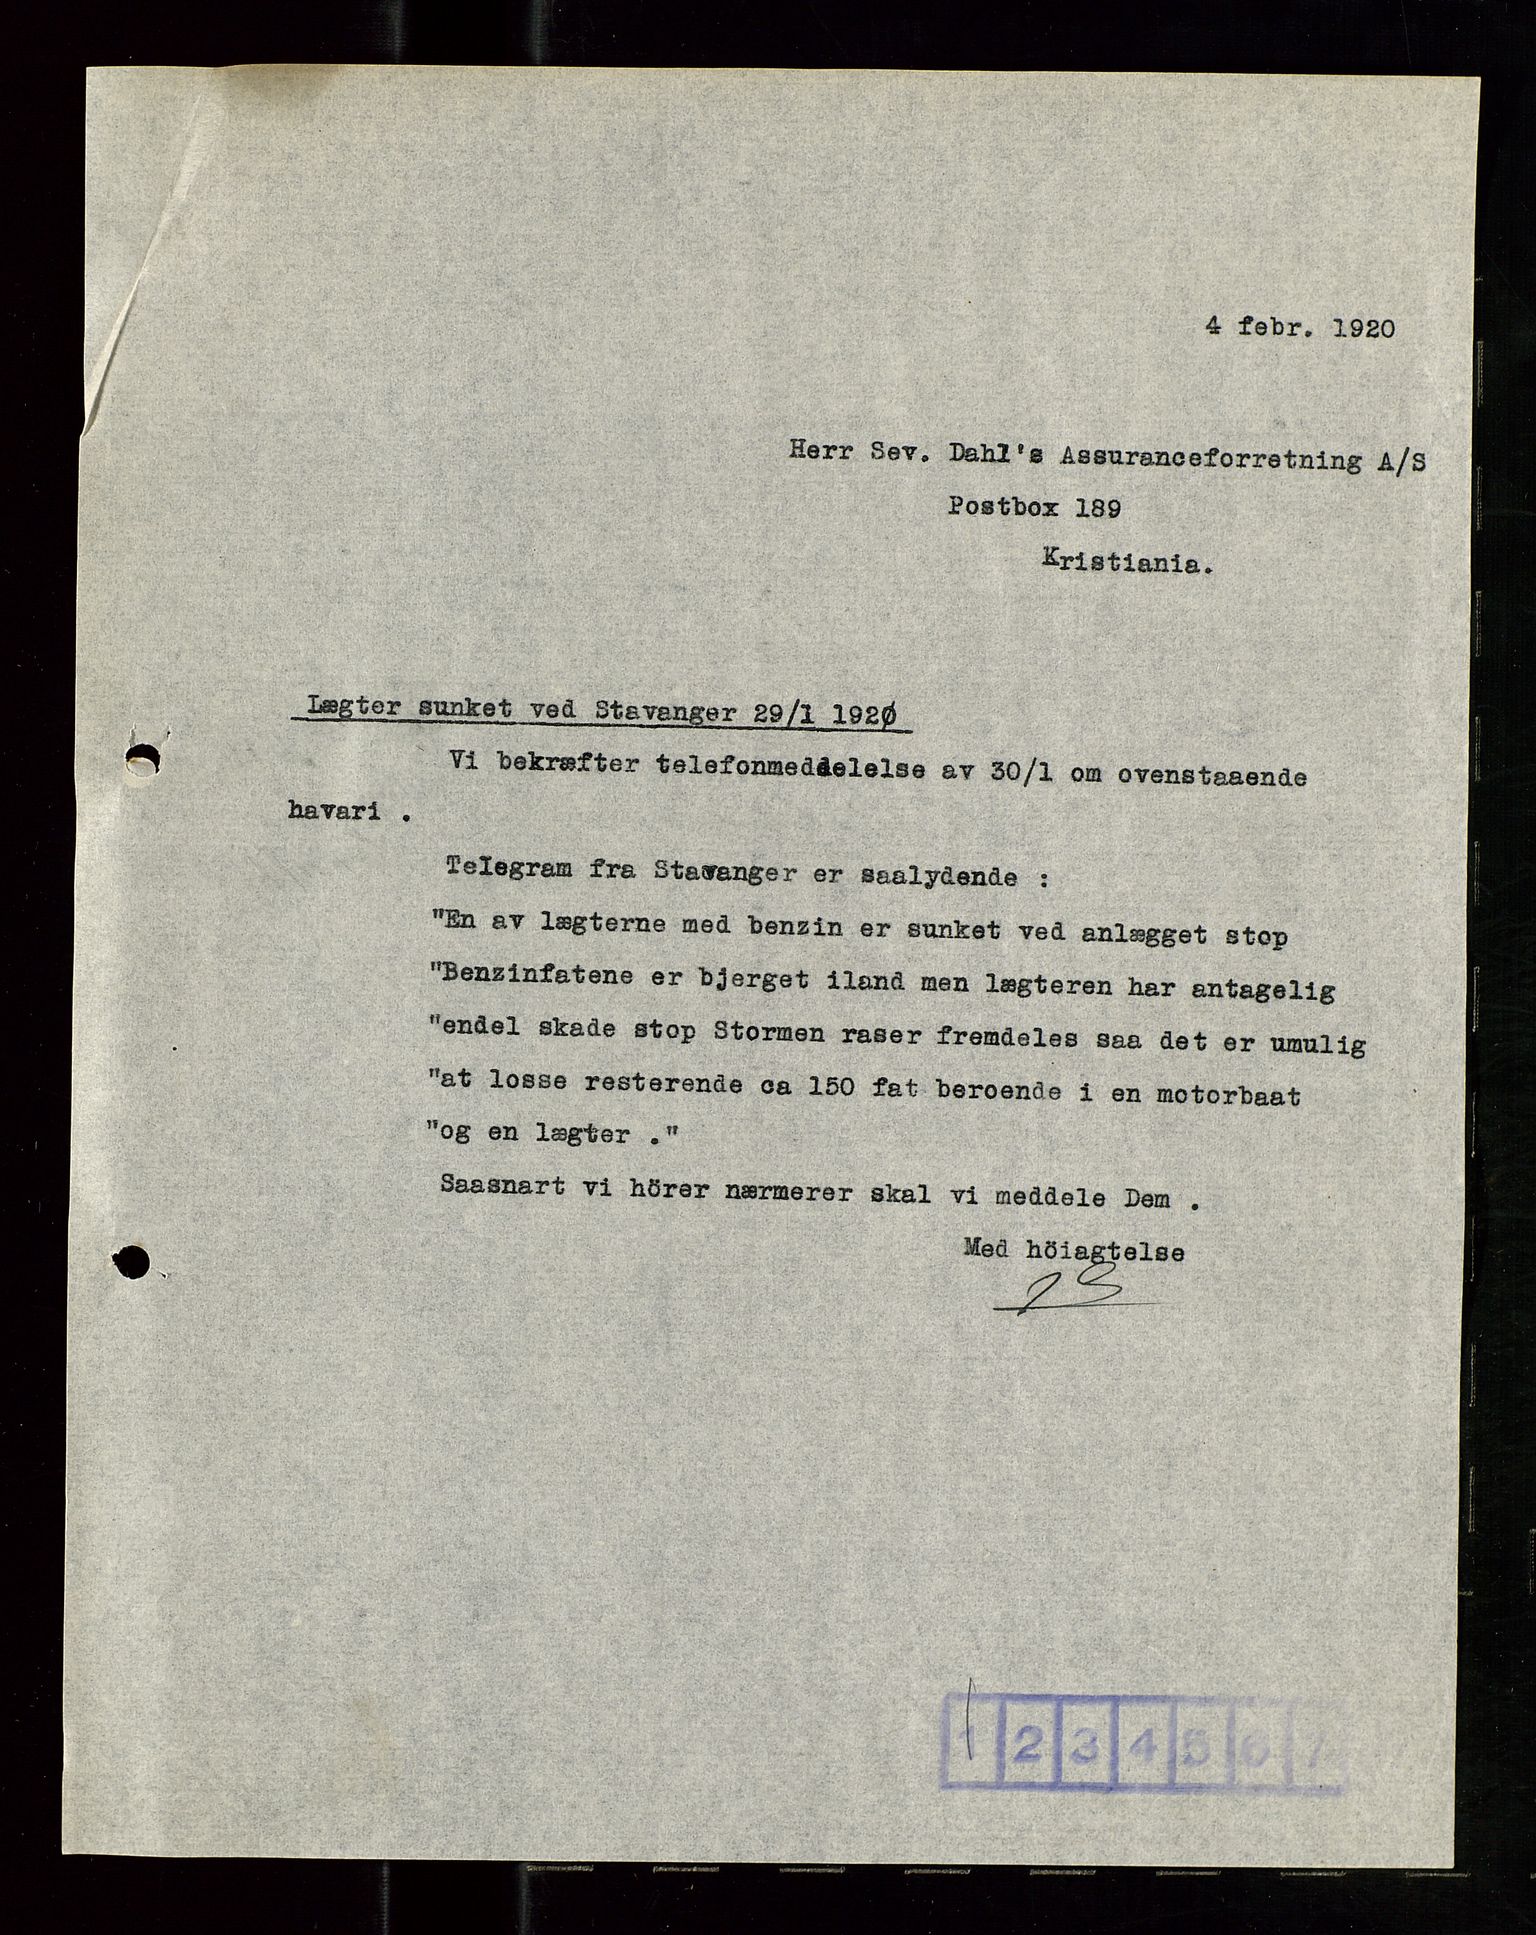 4 febr. 1920
Herr Sev. Dahl's Assuranceforretning A/S
Postbox 189
Kristiania.
Lægter sunket ved Stavanger 29/1 1920
Vi bekræfter telefonmeddelelse av 30/1 om ovenstaaende
havari .
Telegram fra Stavanger er saalydende :
"En av lægterne med benzin er sunket ved anlægget stop
"Benzinfatene er bjerget iland men lægteren har antagelig
"endel skade stop Stormen raser fremdeles saa det er umulig
"at losse resterende ca 150 fat beroende i en motorbaat
"og en lægter ."
Saasnart vi hörer nærmerer skal vi meddele Dem .
Med höiagtelse
1 2 3 4 5 6 7